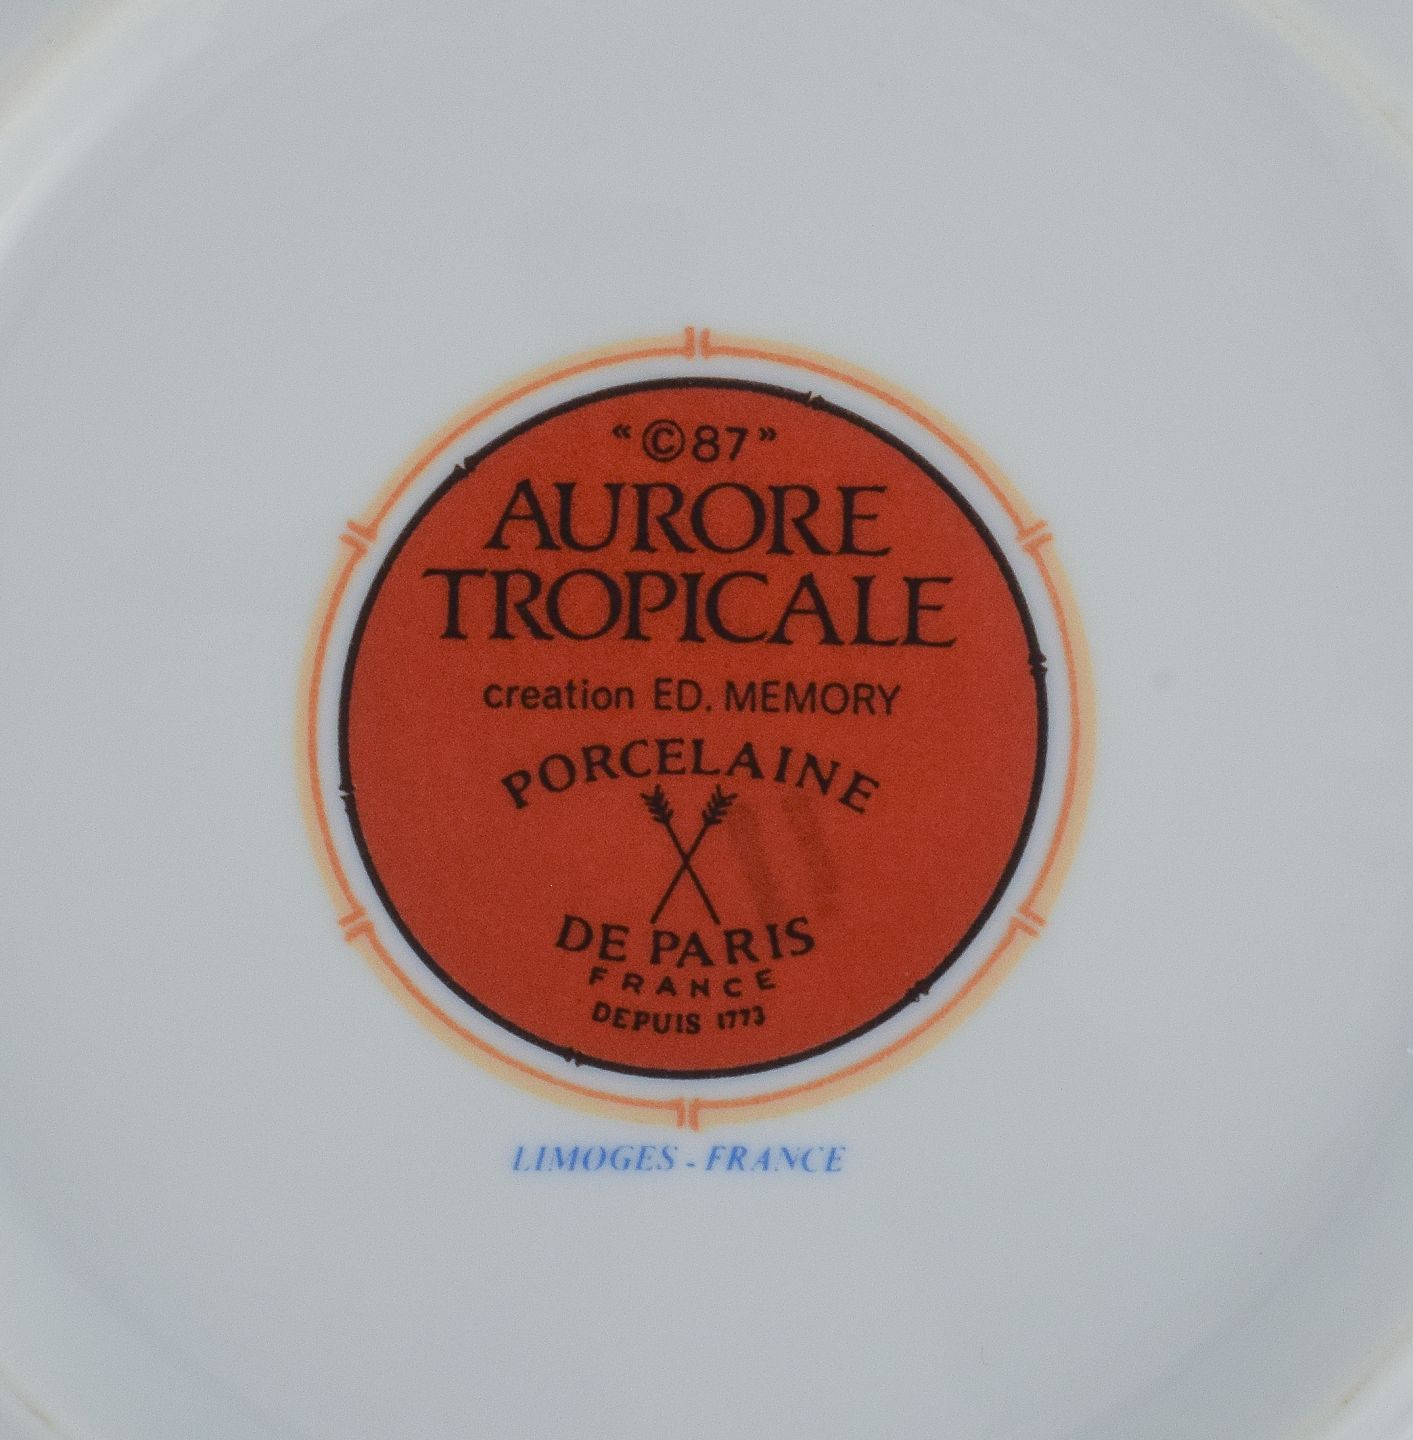 «©87»
AURORE
TROPICALE
creation ED. MEMORY
PORCELAINE
DE PARIS
FRANCE
DEPUIS 1773
LIMOGES - FRANCE